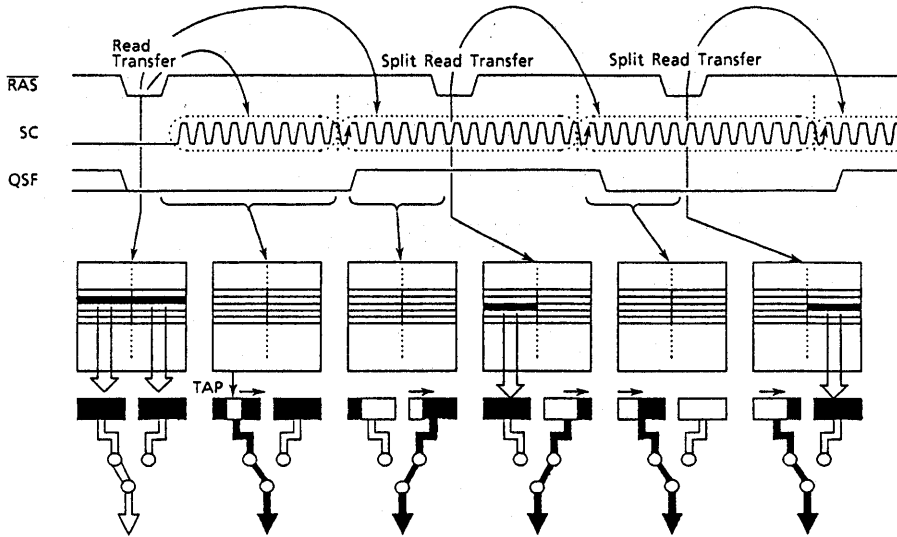 Read
Transfer
Split Read Transfer
Split Read Transfer
RAS
SC
QSF
TAP